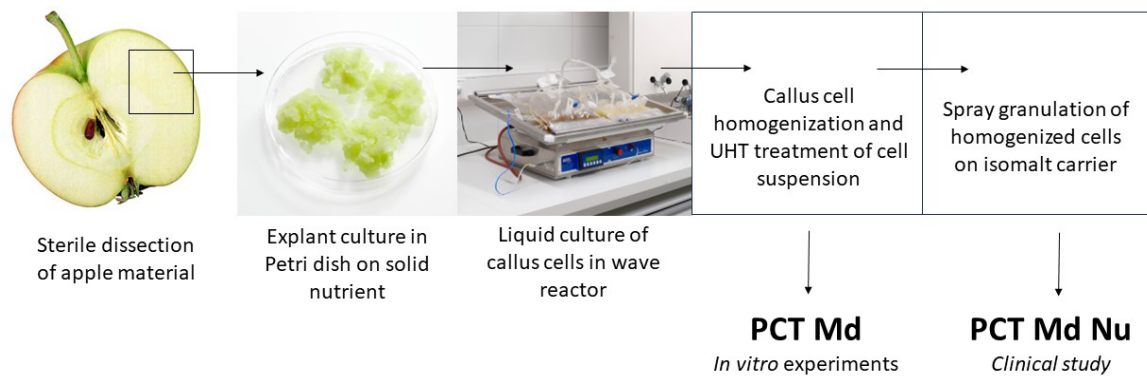 Sterile dissection
of apple material
Explant culture in
Petri dish on solid
nutrient
Liquid culture of
callus cells in wave
reactor
Callus cell
homogenization and
UHT treatment of cell
suspension
Spray granulation of
homogenized cells
on isomalt carrier
PCT Md
In vitro experiments
PCT Md Nu
Clinical study